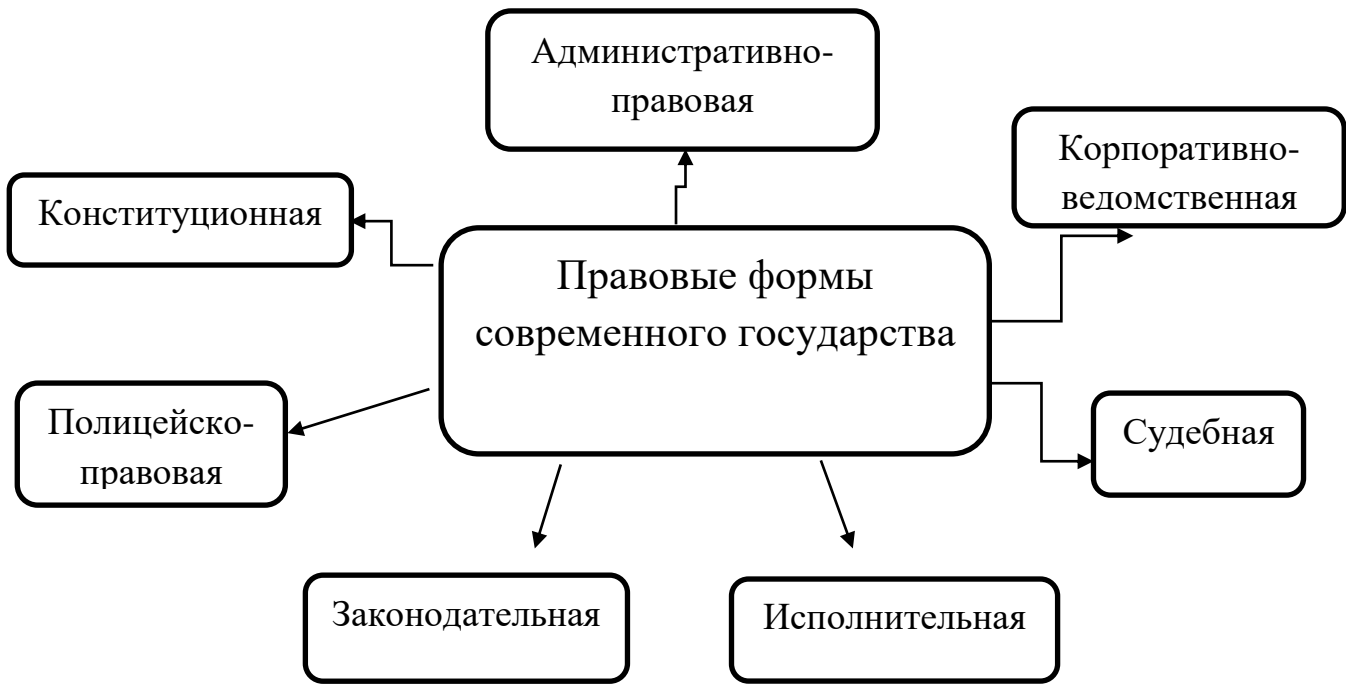 Административно-
правовая
Корпоративно-
ведомственная
Конституционная
Правовые формы
современного государства
Полицейско-
правовая
Судебная
Законодательная
Исполнительная